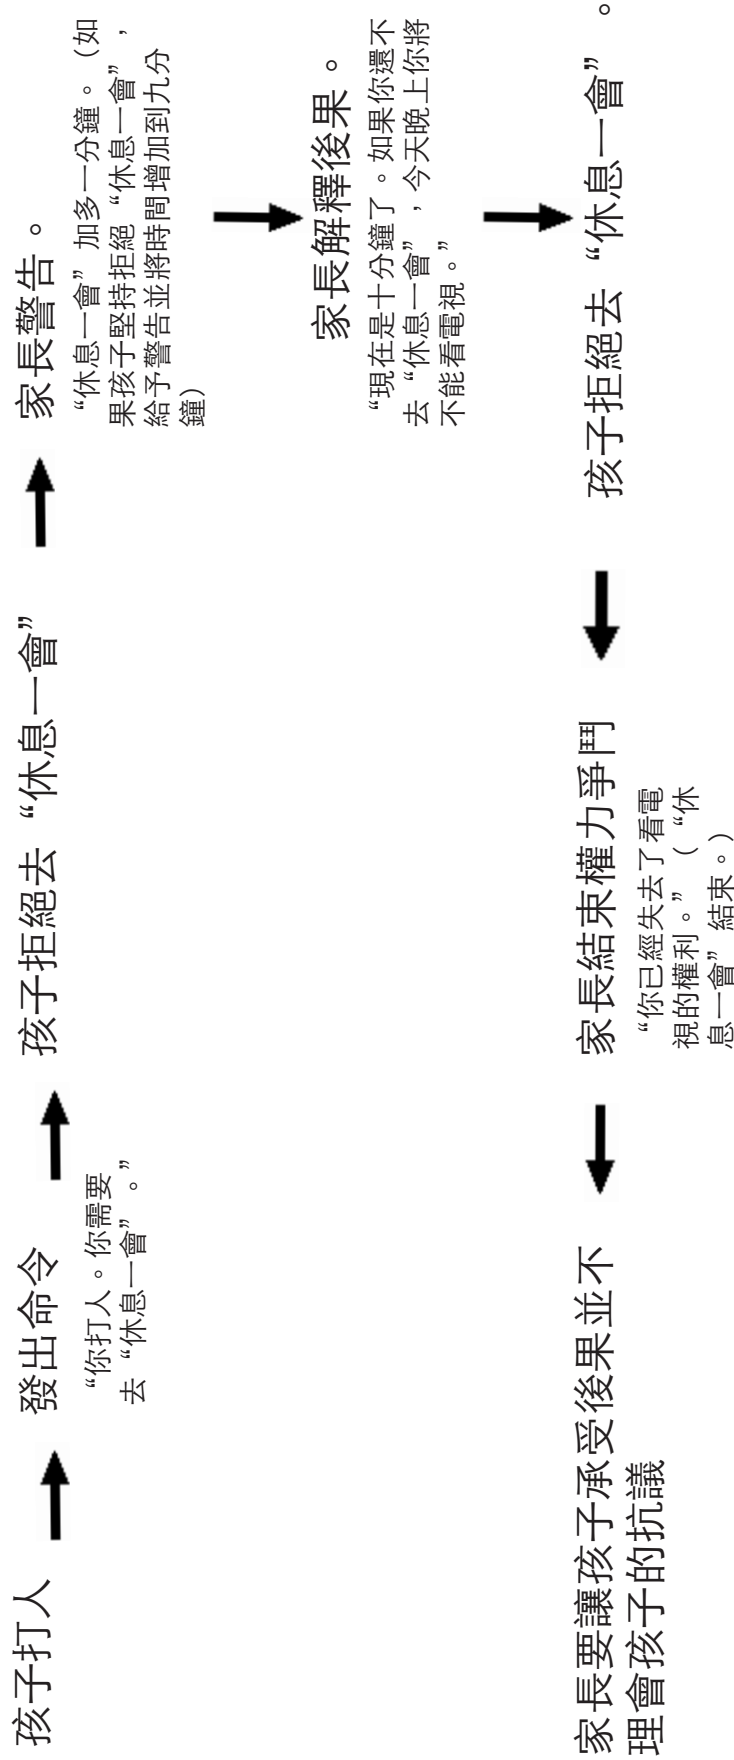 孩子打人
發出命令
“你打人。你需要
去“休息一會”。”
孩子拒絕去“休息一會”
家長警告。
“休息一會”加多一分鐘。（如
果孩子堅持拒絕“休息一會”，
給予警告並將時間增加到九分
鐘）
家長解釋後果。
“現在是十分鐘了。如果你還不
去“休息一會”，今天晚上你將
不能看電視。”
孩子拒絕去“休息一會”。
家長結束權力爭鬥
“你已經失去了看電
視的權利。”（“休
息一會”結束。）
家長要讓孩子承受後果並不
理會孩子的抗議